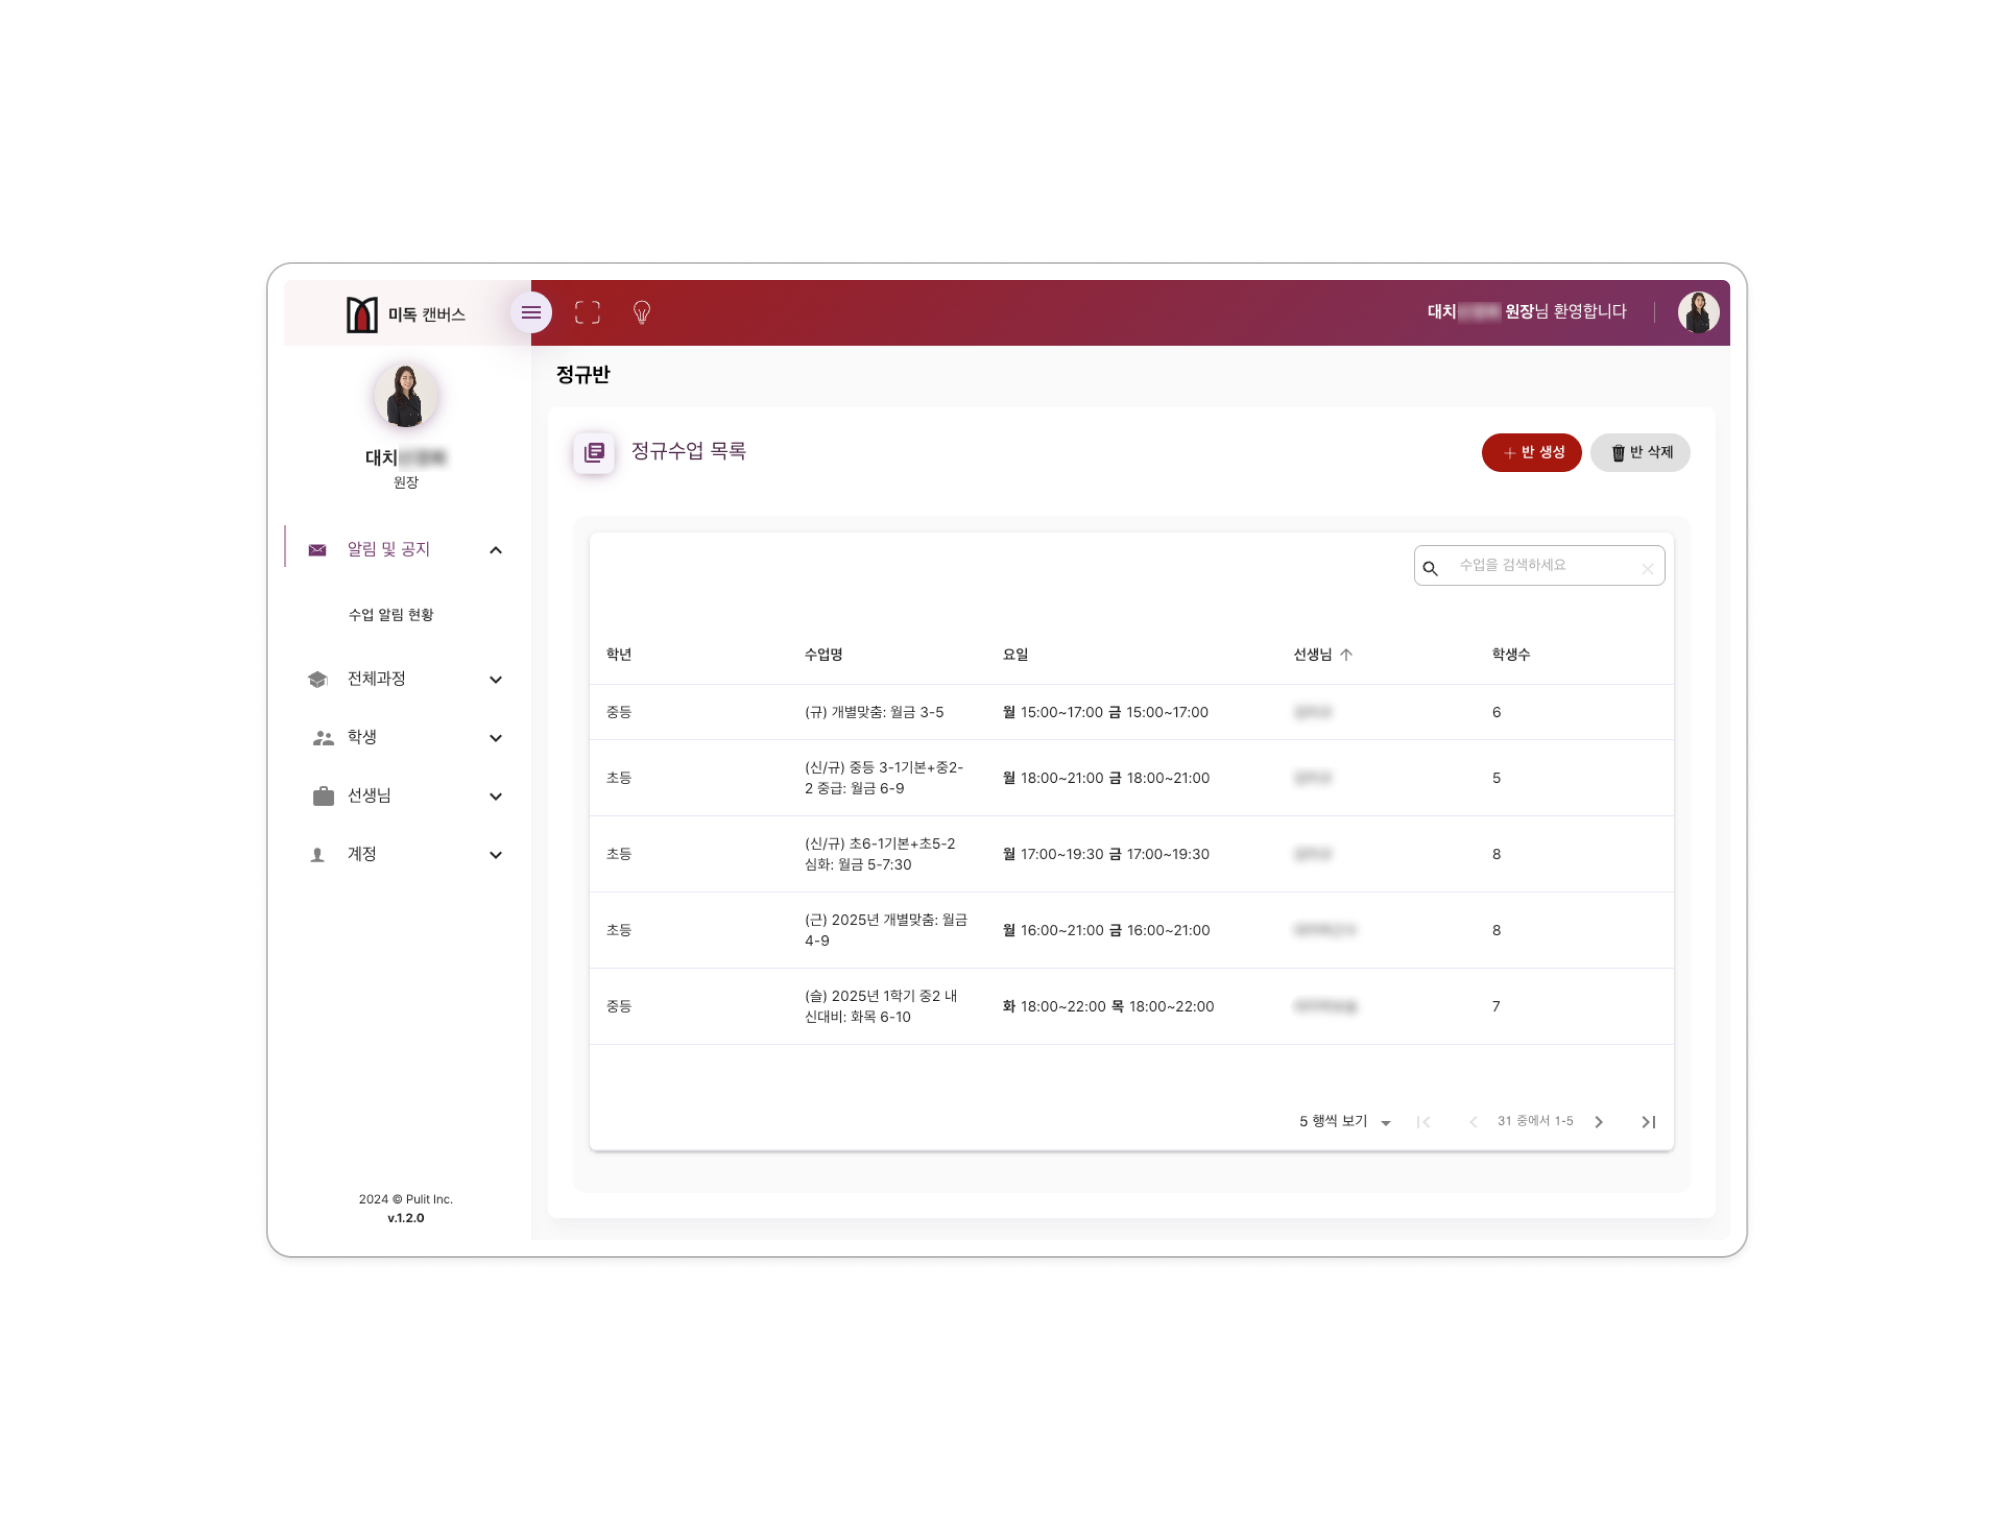 미독 캔버스
대치 원장님 환영합니다
대치
원장
알림 및 공지
수업 알림 현황
전체과정
학생
선생님
계정
2024 © Pulit Inc.
v.1.2.0
정규반
정규수업 목록
+ 반 생성
반 삭제
수업을 검색하세요
학년 수업명 요일 선생님 학생수
중등 (규) 개별맞춤: 월금 3-5 월 15:00~17:00 금 15:00~17:00 6
초등 (신/규) 중등 3-1기본+중2-
2 중급: 월금 6-9 월 18:00~21:00 금 18:00~21:00 5
초등 (신/규) 초6-1기본+초5-2
심화: 월금 5-7:30 월 17:00~19:30 금 17:00~19:30 8
초등 (근) 2025년 개별맞춤: 월금
4-9 월 16:00~21:00 금 16:00~21:00 8
중등 (슬) 2025년 1학기 중2 내
신대비: 화목 6-10 화 18:00~22:00 목 18:00~22:00 7
5 행씩 보기 31 중에서 1-5